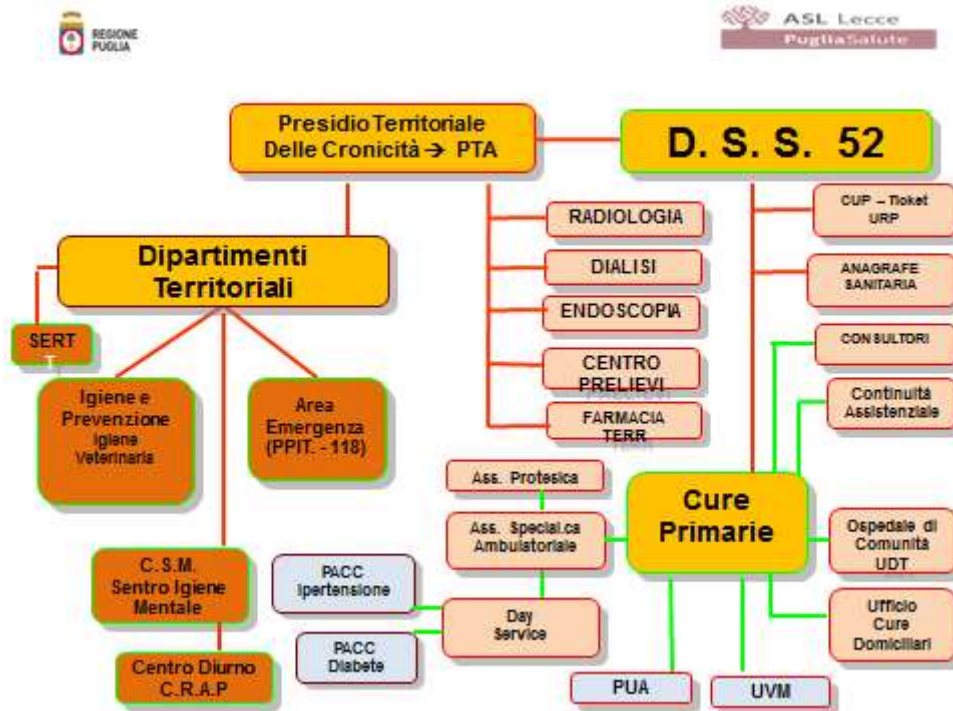 REGIONE
PUGLIA
ASL Lecce
PugliaSalute
Presidio Territoriale
Delle Cronicità → PTA
D. S. S. 52
CUP – Ticket
URP
RADIOLOGIA
Dipartimenti
Territoriali
DIALISI
ANAGRAFE
SANITARIA
ENDOSCOPIA
SERT
T
CONSULTORI
CENTRO
PRELIEVI
Igiene e
Prevenzione
Igiene
Veterinaria
Area
Emergenza
(PPIT. - 118)
Continuità
Assistenziale
FARMACIA
TERR
Ass. Protesica
Cure
Primarie
Ass. Special.ca
Ambulatoriale
Ospedale di
Comunità
UDT
C.S.M.
Sentro Igiene
Mentale
PACC
Ipertensione
Day
Service
Ufficio
Cure
Domiciliari
PACC
Diabete
Centro Diurno
C.R.A.P
PUA
UVM